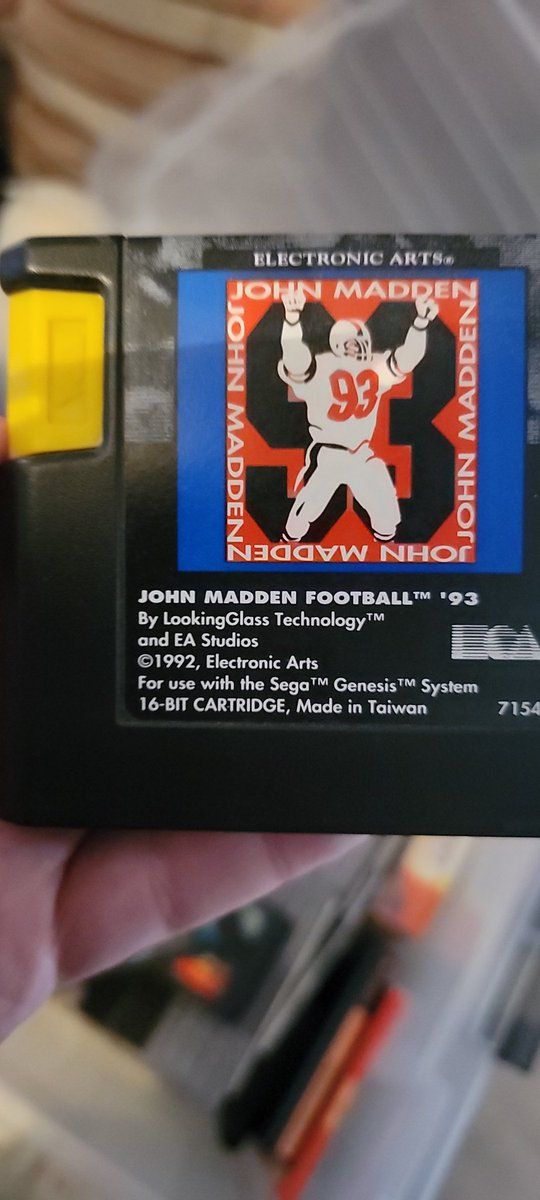 ELECTRONIC ARTS®
JOHN MADDEN
JOHN MADDEN
93
JOHN MADDEN
JOHN MADDEN
93
JOHN MADDEN FOOTBALL™ '93
By LookingGlass Technology™
and EA Studios
©1992, Electronic Arts
For use with the Sega™ Genesis™ System
16-BIT CARTRIDGE, Made in Taiwan
7154